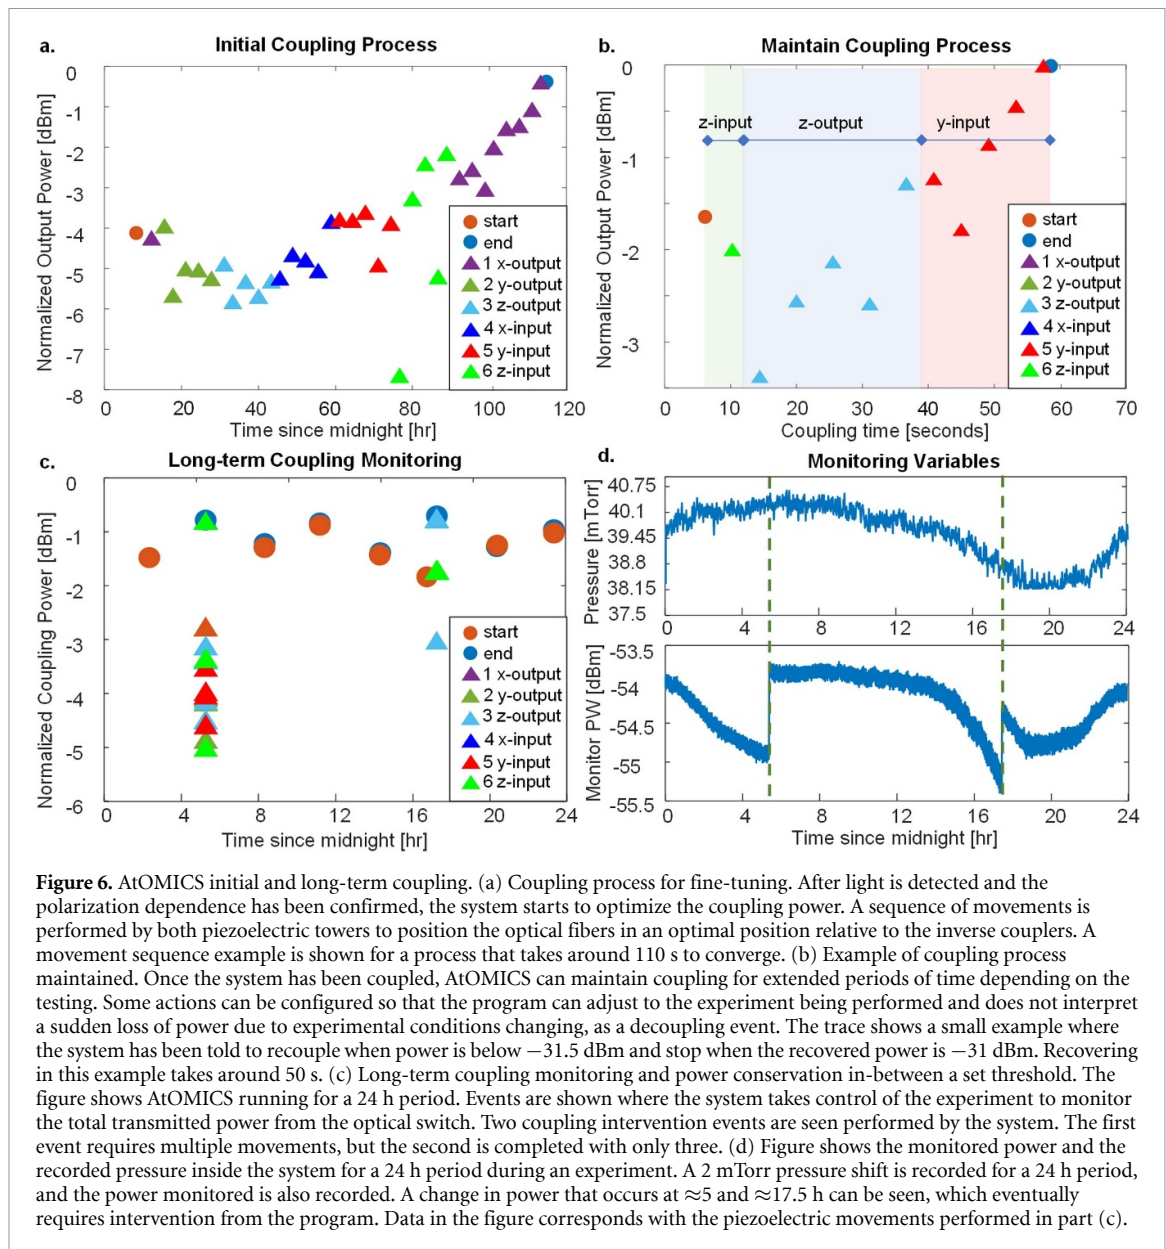 a.
Initial Coupling Process
Normalized Output Power [dBm]
0
-1
-2
-3
-4
-5
-6
-7
-8
0 20 40 60 80 100 120
Time since midnight [hr]
start
end
1 x-output
2 y-output
3 z-output
4 x-input
5 y-input
6 z-input
b.
Maintain Coupling Process
Normalized Output Power [dBm]
0
-1
-2
-3
z-input z-output y-input
0 10 20 30 40 50 60 70
Coupling time [seconds]
start
end
1 x-output
2 y-output
3 z-output
4 x-input
5 y-input
6 z-input
c.
Long-term Coupling Monitoring
Normalized Coupling Power [dBm]
0
-1
-2
-3
-4
-5
-6
0 4 8 12 16 20 24
Time since midnight [hr]
start
end
1 x-output
2 y-output
3 z-output
4 x-input
5 y-input
6 z-input
d.
Monitoring Variables
Pressure [mTorr]
40.75
40.1
39.45
38.8
38.15
37.5
0 4 8 12 16 20 24
Monitor PW [dBm]
-53.5
-54
-54.5
-55
-55.5
0 4 8 12 16 20 24
Time since midnight [hr]
Figure 6. AtOMICS initial and long-term coupling. (a) Coupling process for fine-tuning. After light is detected and the
polarization dependence has been confirmed, the system starts to optimize the coupling power. A sequence of movements is
performed by both piezoelectric towers to position the optical fibers in an optimal position relative to the inverse couplers. A
movement sequence example is shown for a process that takes around 110 s to converge. (b) Example of coupling process
maintained. Once the system has been coupled, AtOMICS can maintain coupling for extended periods of time depending on the
testing. Some actions can be configured so that the program can adjust to the experiment being performed and does not interpret
a sudden loss of power due to experimental conditions changing, as a decoupling event. The trace shows a small example where
the system has been told to recouple when power is below −31.5 dBm and stop when the recovered power is −31 dBm. Recovering
in this example takes around 50 s. (c) Long-term coupling monitoring and power conservation in-between a set threshold. The
figure shows AtOMICS running for a 24 h period. Events are shown where the system takes control of the experiment to monitor
the total transmitted power from the optical switch. Two coupling intervention events are seen performed by the system. The first
event requires multiple movements, but the second is completed with only three. (d) Figure shows the monitored power and the
recorded pressure inside the system for a 24 h period during an experiment. A 2 mTorr pressure shift is recorded for a 24 h period,
and the power monitored is also recorded. A change in power that occurs at ≈5 and ≈17.5 h can be seen, which eventually
requires intervention from the program. Data in the figure corresponds with the piezoelectric movements performed in part (c).